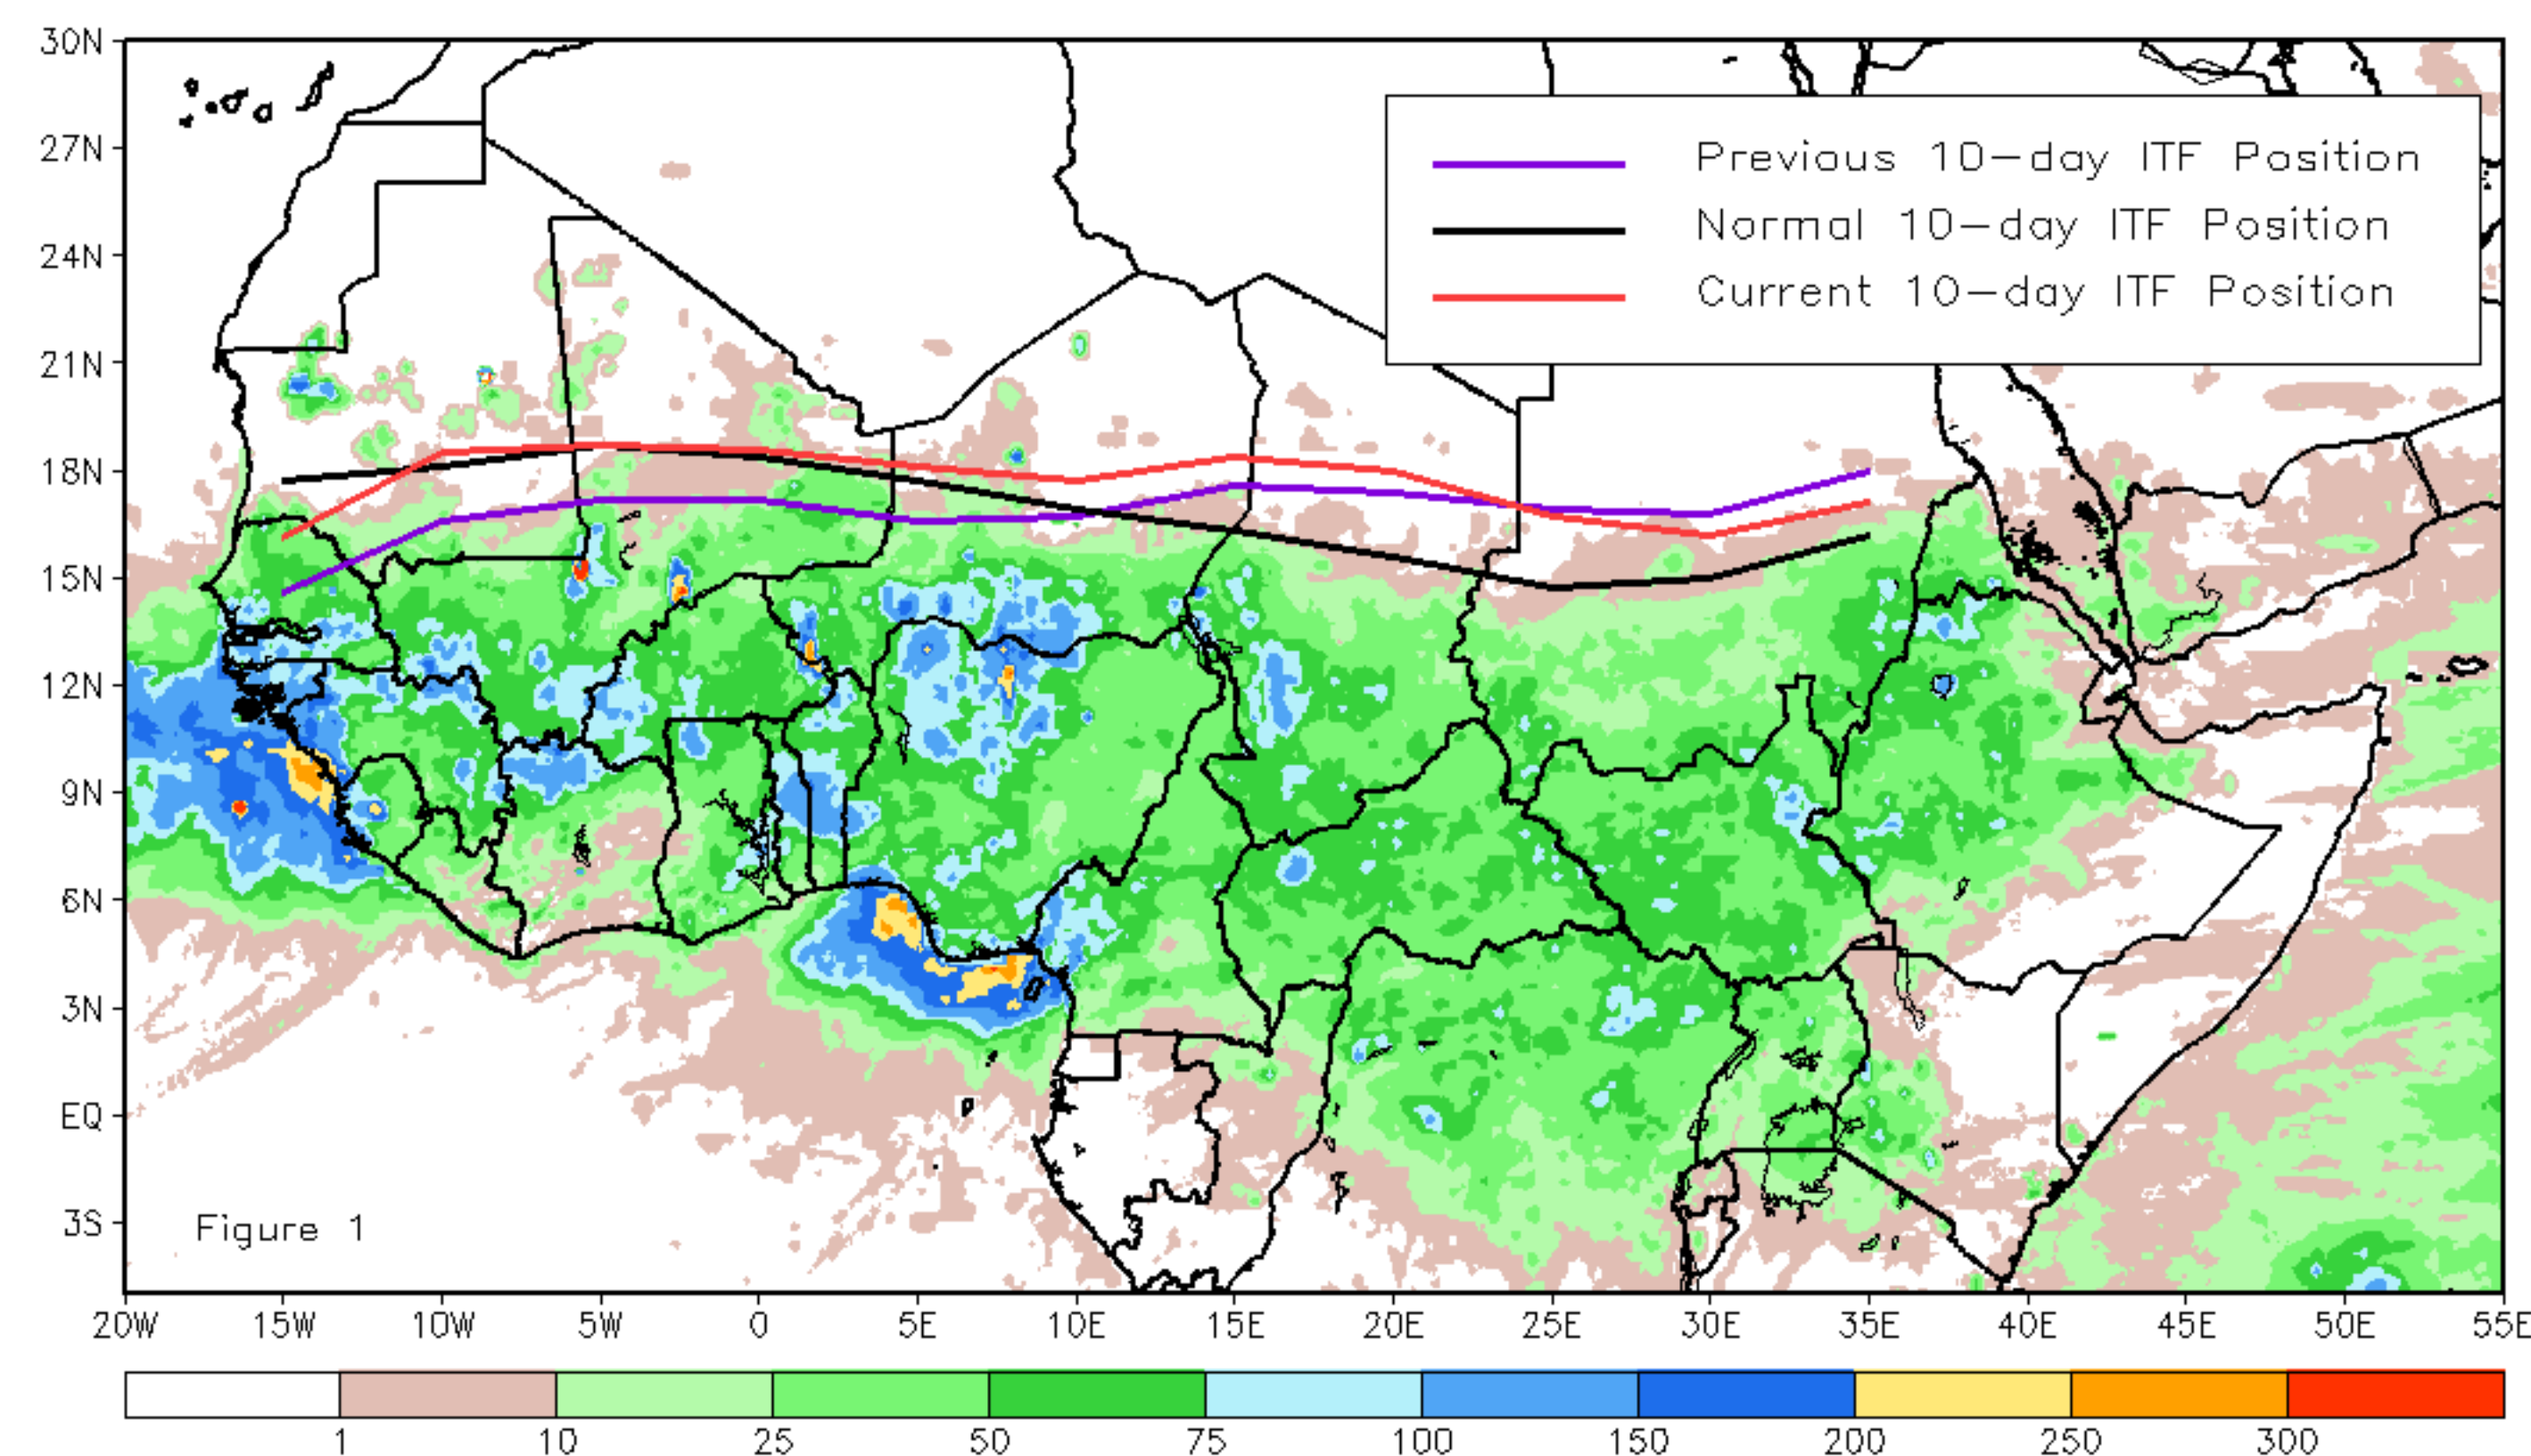 30N
27N
24N
21N
18N
15N
12N
9N
6N
3N
EQ
3S
Previous 10-day ITF Position
Normal 10-day ITF Position
Current 10-day ITF Position
Figure 1
20W 15W 10W 5W 0 5E 10E 15E 20E 25E 30E 35E 40E 45E 50E 55E
1 10 25 50 75 100 150 200 250 300